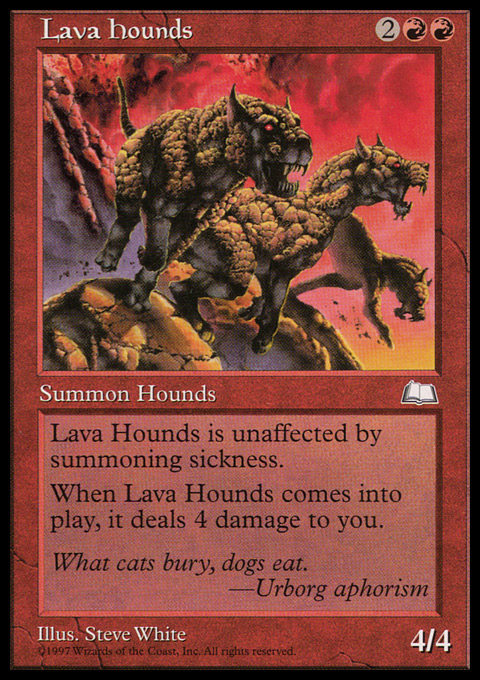 Lava hounds 2
Summon Hounds
Lava Hounds is unaffected by
summoning sickness.
When Lava Hounds comes into
play, it deals 4 damage to you.
What cats bury, dogs eat.
—Urborg aphorism
Illus. Steve White
©1997 Wizards of the Coast, Inc. All rights reserved.
4/4